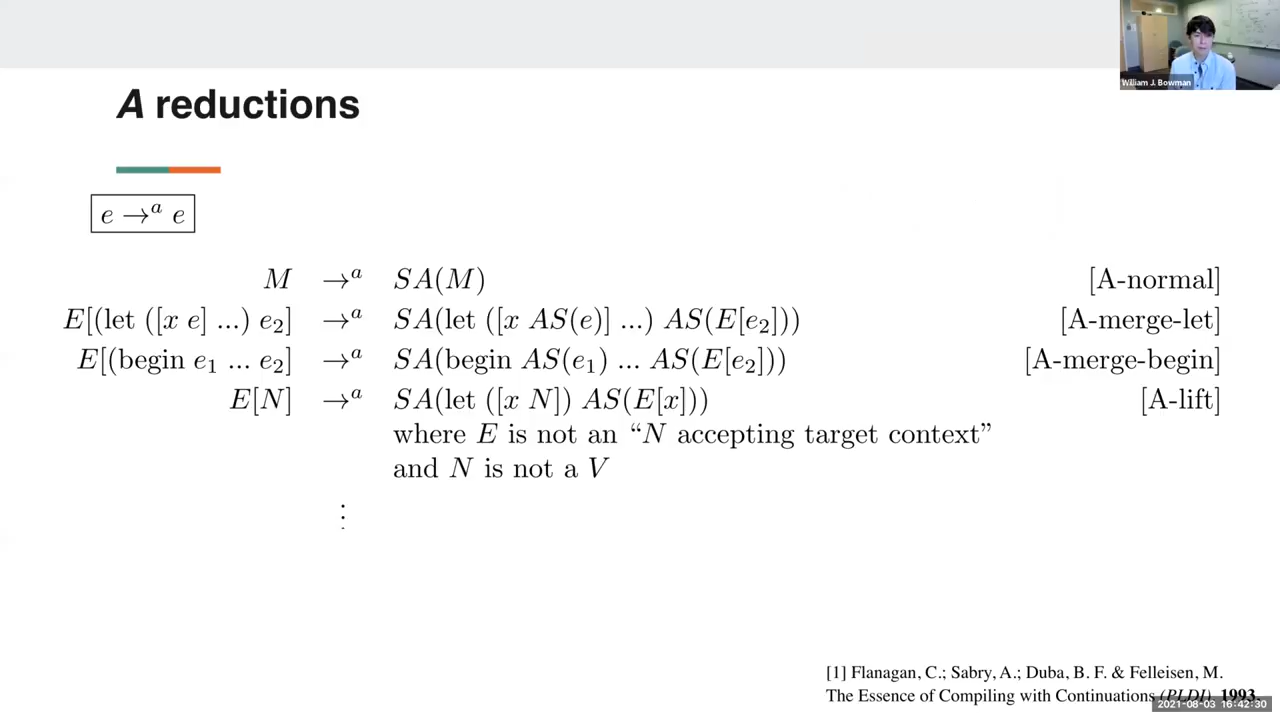 William J. Bowman
A reductions
e →ᵃ e
M →ᵃ SA(M) [A-normal]
E[(let ([x e] ...) e₂] →ᵃ SA(let ([x AS(e)] ...) AS(E[e₂])) [A-merge-let]
E[(begin e₁ ... e₂] →ᵃ SA(begin AS(e₁) ... AS(E[e₂])) [A-merge-begin]
E[N] →ᵃ SA(let ([x N]) AS(E[x])) [A-lift]
where E is not an “N accepting target context”
and N is not a V
⋮
[1] Flanagan, C.; Sabry, A.; Duba, B. F. & Felleisen, M.
The Essence of Compiling with Continuations (PLDI), 1993.
2021-08-03 16:42:30